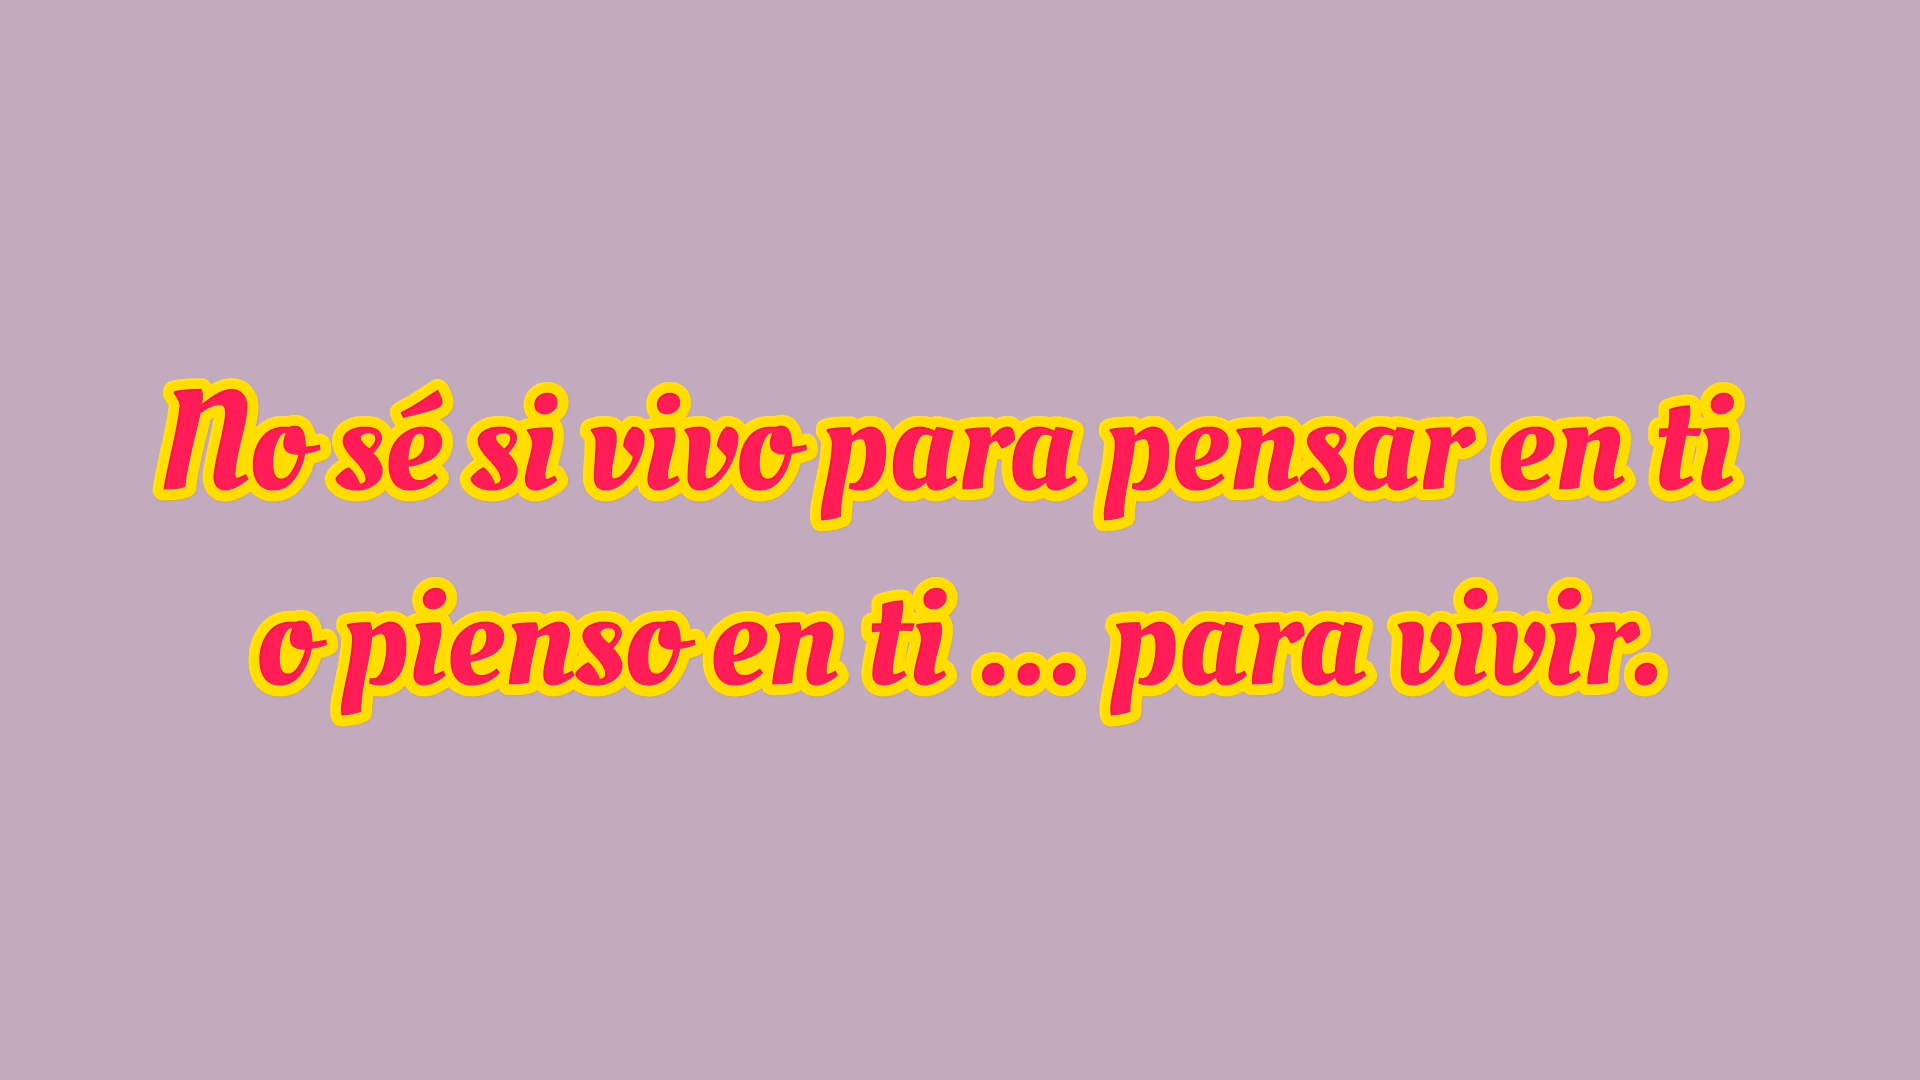 No sé si vivo para pensar en ti
o pienso en ti ... para vivir.